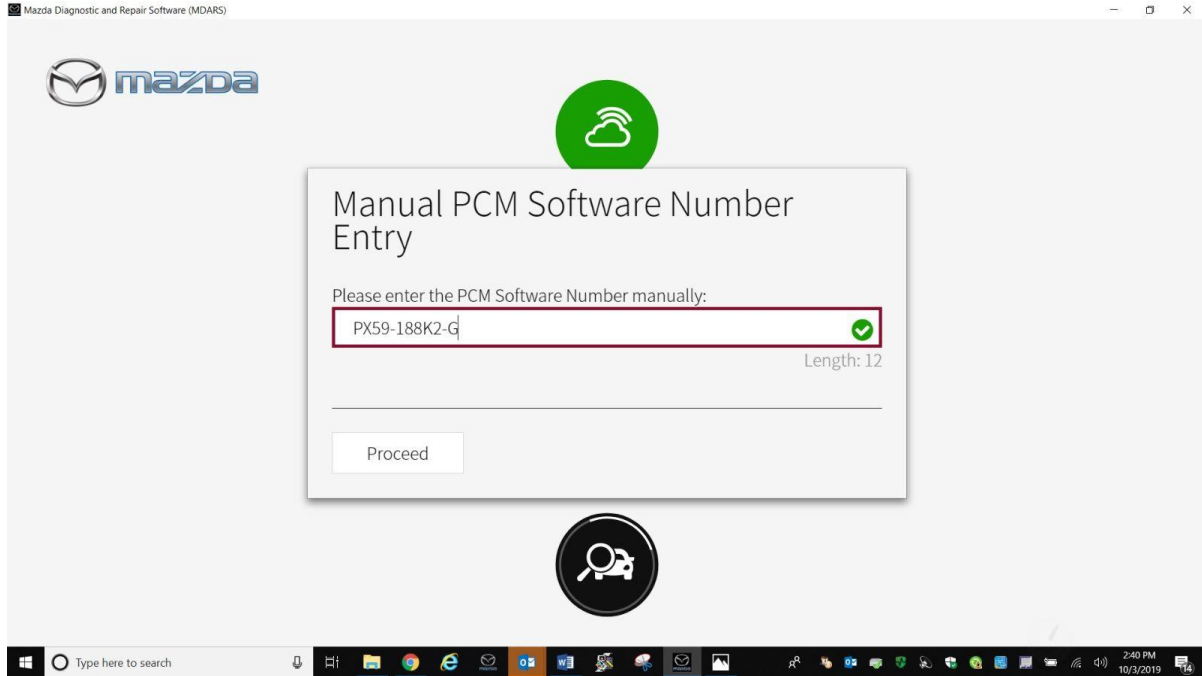 Mazda Diagnostic and Repair Software (MDARS)
mazda
Manual PCM Software Number
Entry
Please enter the PCM Software Number manually:
PX59-188K2-G
Length: 12
Proceed
Type here to search
2:40 PM
10/3/2019
14